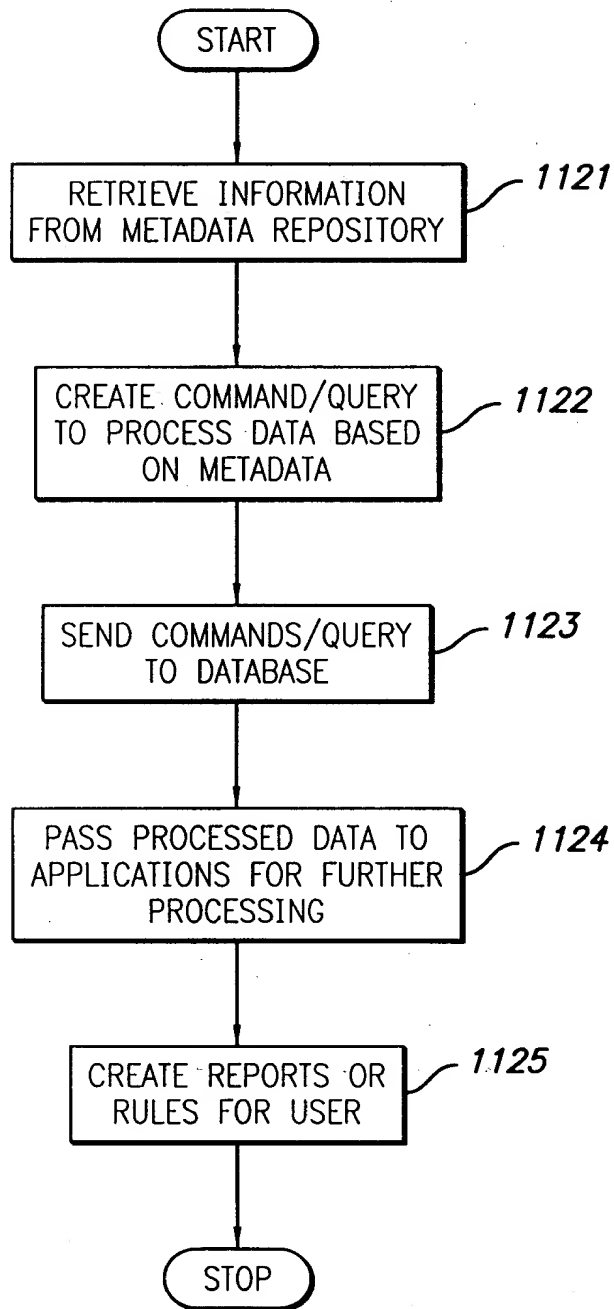 START
RETRIEVE INFORMATION
FROM METADATA REPOSITORY
1121
CREATE COMMAND/QUERY
TO PROCESS DATA BASED
ON METADATA
1122
SEND COMMANDS/QUERY
TO DATABASE
1123
PASS PROCESSED DATA TO
APPLICATIONS FOR FURTHER
PROCESSING
1124
CREATE REPORTS OR
RULES FOR USER
1125
STOP